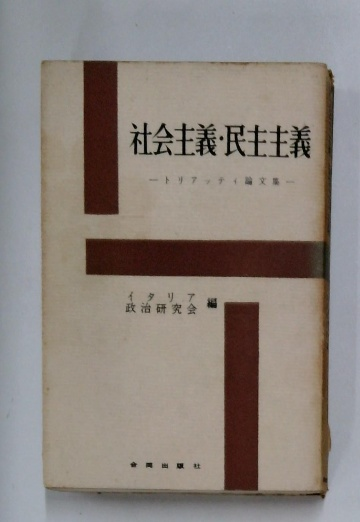 社会主義・民主主義
―トリアッティ論文集―
イタリア
政治研究会 編
合同出版社